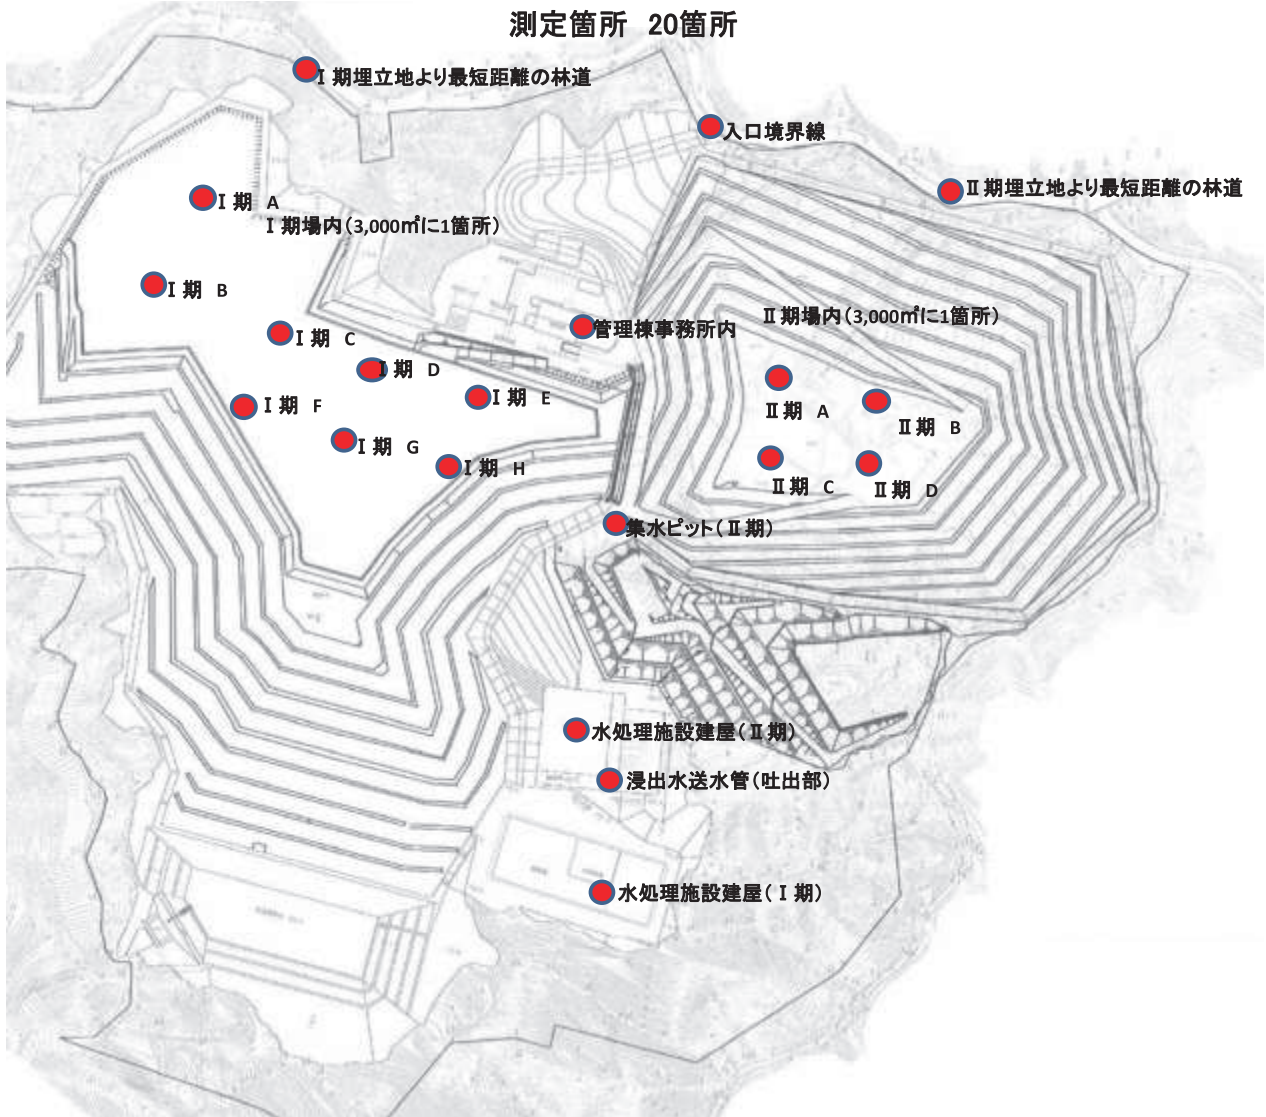 測定箇所 20箇所
Ⅰ期埋立地より最短距離の林道
入口境界線
Ⅱ期埋立地より最短距離の林道
Ⅰ期 A
Ⅰ期場内(3,000㎡に1箇所)
Ⅰ期 B
Ⅱ期場内(3,000㎡に1箇所)
管理棟事務所内
Ⅰ期 C
Ⅰ期 D
Ⅰ期 E
Ⅰ期 F
Ⅱ期 A
Ⅱ期 B
Ⅰ期 G
Ⅰ期 H
Ⅱ期 C
Ⅱ期 D
集水ピット(Ⅱ期)
水処理施設建屋(Ⅱ期)
浸出水送水管(吐出部)
水処理施設建屋(Ⅰ期)